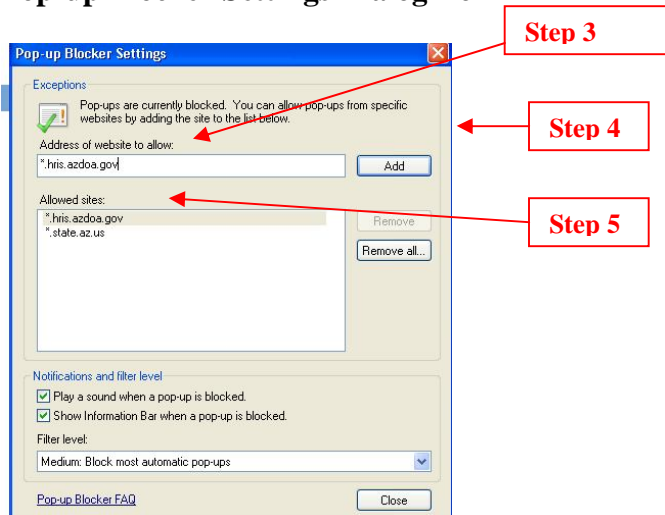 Step 3
Pop-up Blocker Settings
Exceptions
Pop-ups are currently blocked. You can allow pop-ups from specific
websites by adding the site to the list below.
Step 4
Address of website to allow:
*.hris.azdoa.gov
Add
Allowed sites:
*.hris.azdoa.gov
Remove
Step 5
*.state.az.us
Remove all...
Notifications and filter level
Play a sound when a pop-up is blocked.
Show Information Bar when a pop-up is blocked.
Filter level:
Medium: Block most automatic pop-ups
Pop-up Blocker FAQ
Close